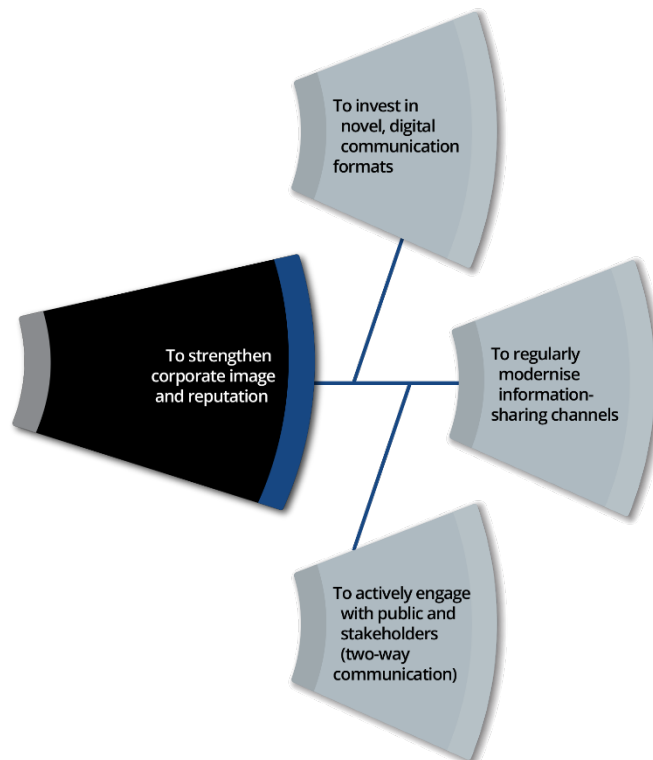 To invest in
novel, digital
communication
formats
To strengthen
corporate image
and reputation
To regularly
modernise
information-
sharing channels
To actively engage
with public and
stakeholders
(two-way
communication)